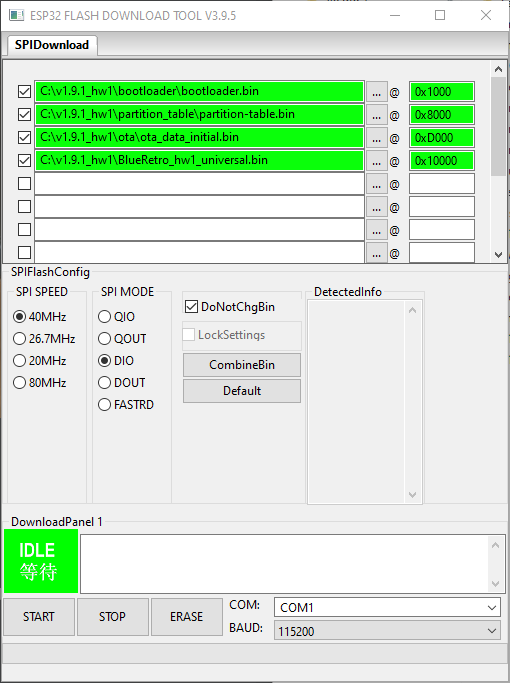 ESP32 FLASH DOWNLOAD TOOL V3.9.5
SPIDownload
C:\v1.9.1_hw1\bootloader\bootloader.bin ... @ 0x1000
C:\v1.9.1_hw1\partition_table\partition-table.bin ... @ 0x8000
C:\v1.9.1_hw1\ota\ota_data_initial.bin ... @ 0xD000
C:\v1.9.1_hw1\BlueRetro_hw1_universal.bin ... @ 0x10000
... @
... @
... @
... @
SPIFlashConfig
SPI SPEED
40MHz
26.7MHz
20MHz
80MHz
SPI MODE
QIO
QOUT
DIO
DOUT
FASTRD
DoNotChgBin
LockSettings
CombineBin
Default
DetectedInfo
DownloadPanel 1
IDLE
等待
START
STOP
ERASE
COM: COM1
BAUD: 115200